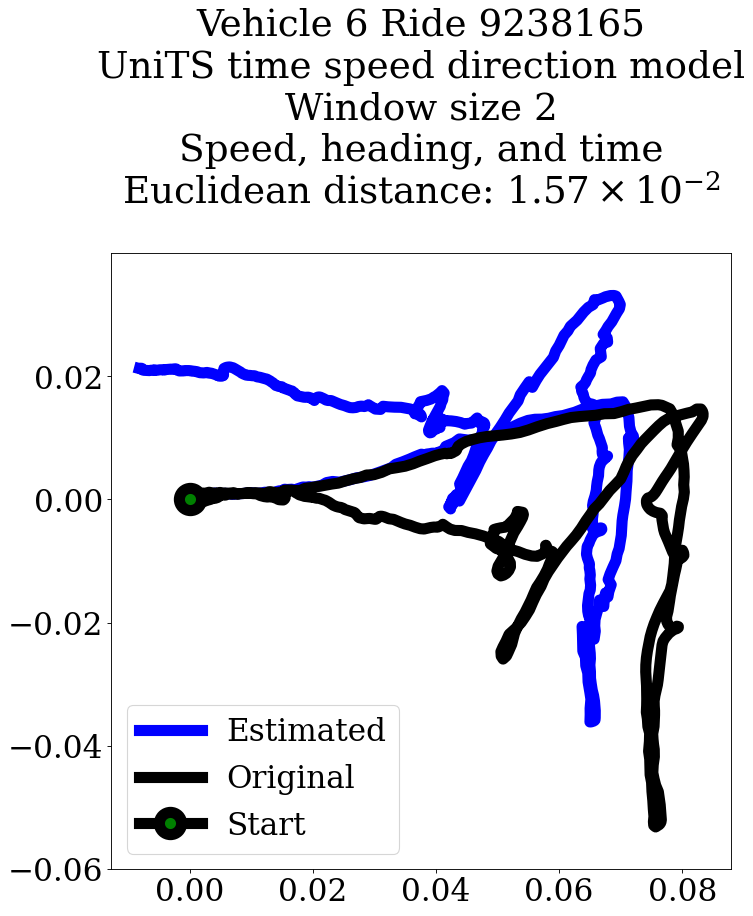 Vehicle 6 Ride 9238165
UniTS time speed direction model
Window size 2
Speed, heading, and time
Euclidean distance: 1.57 × 10⁻²
0.02
0.00
−0.02
−0.04
−0.06
Estimated
Original
Start
0.00 0.02 0.04 0.06 0.08